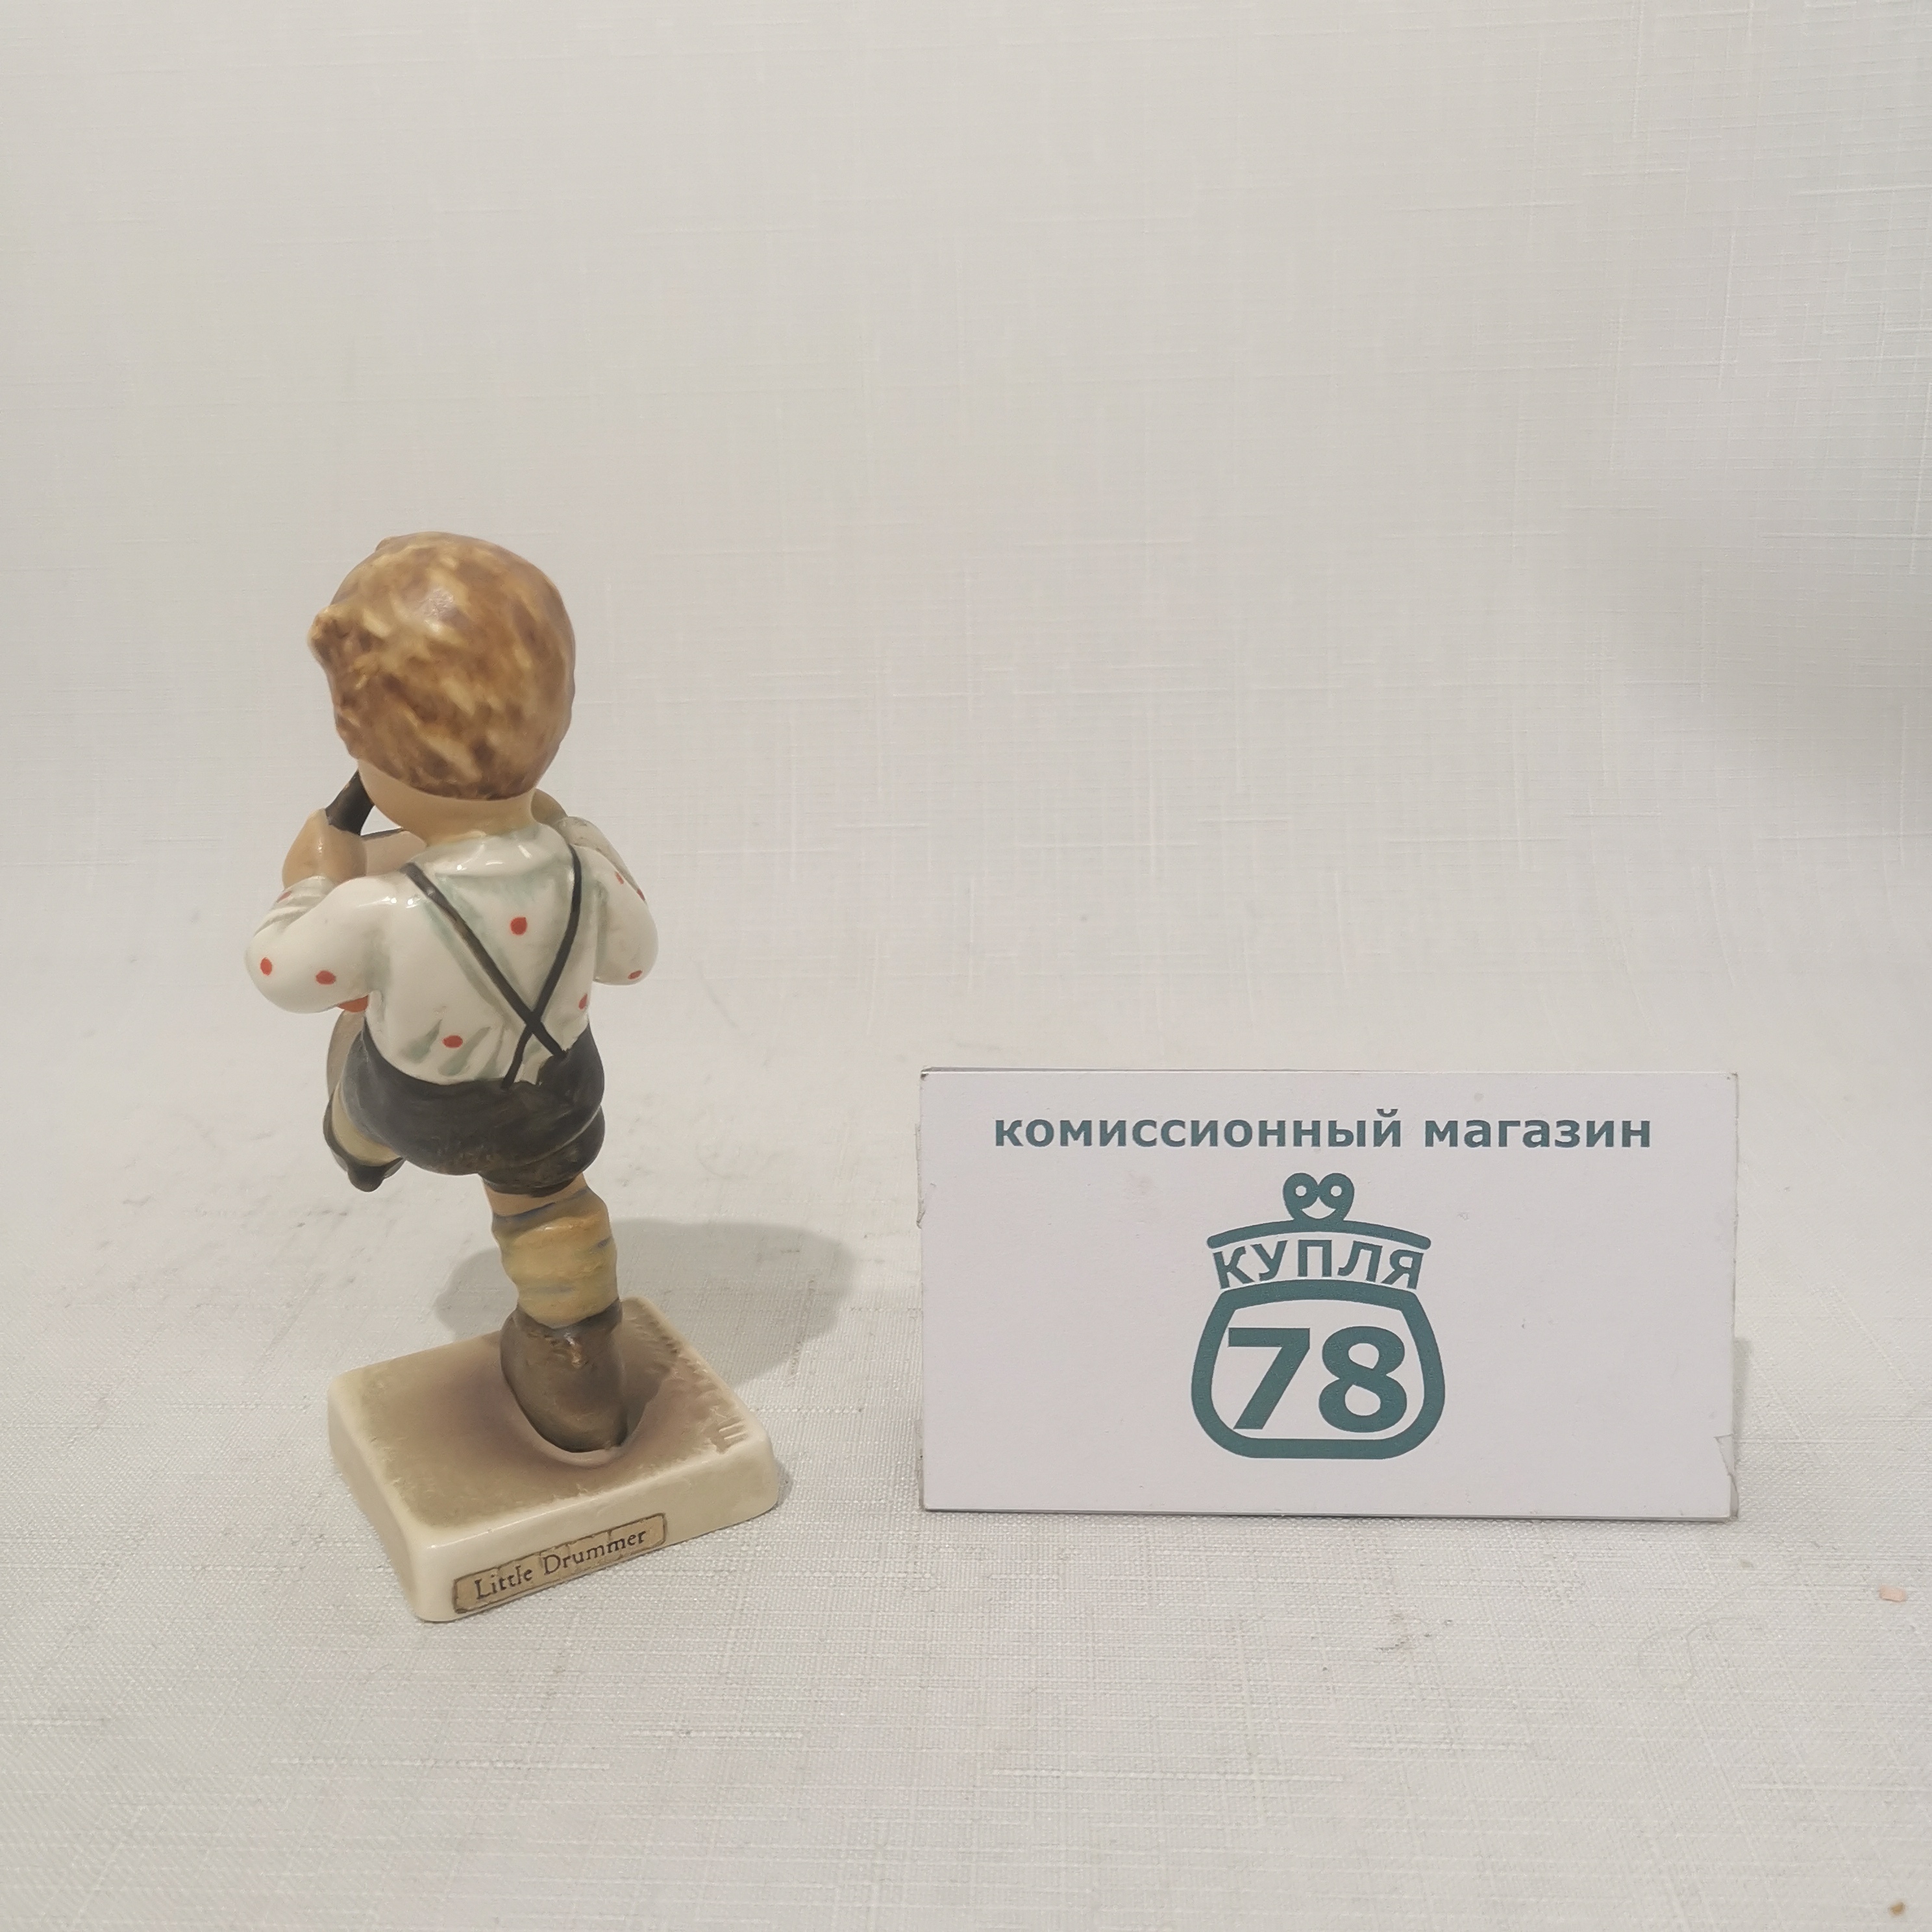 Little Drummer
комиссионный магазин
КУПЛЯ
78